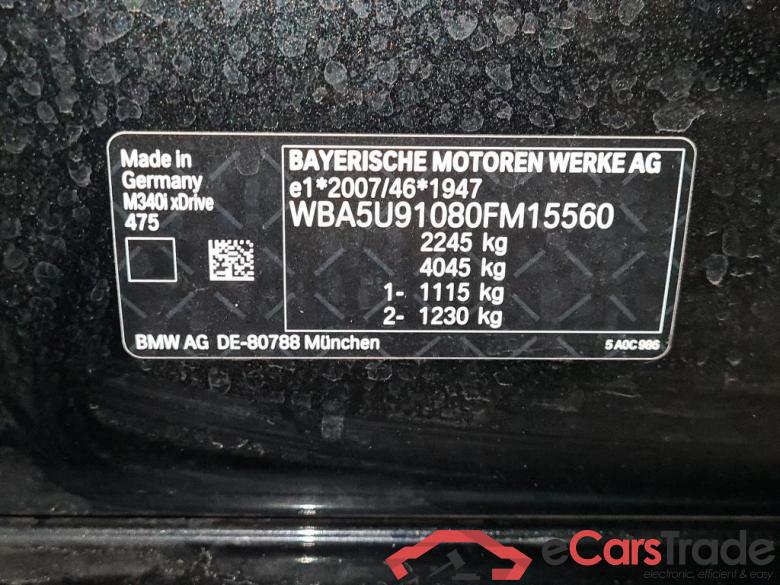 Made in
Germany
M340i xDrive
475
BAYERISCHE MOTOREN WERKE AG
e1*2007/46*1947
WBA5U91080FM15560
2245 kg
4045 kg
1- 1115 kg
2- 1230 kg
BMW AG DE-80788 München
5 A0C 986
eCarsTrade
electronic, efficient & easy